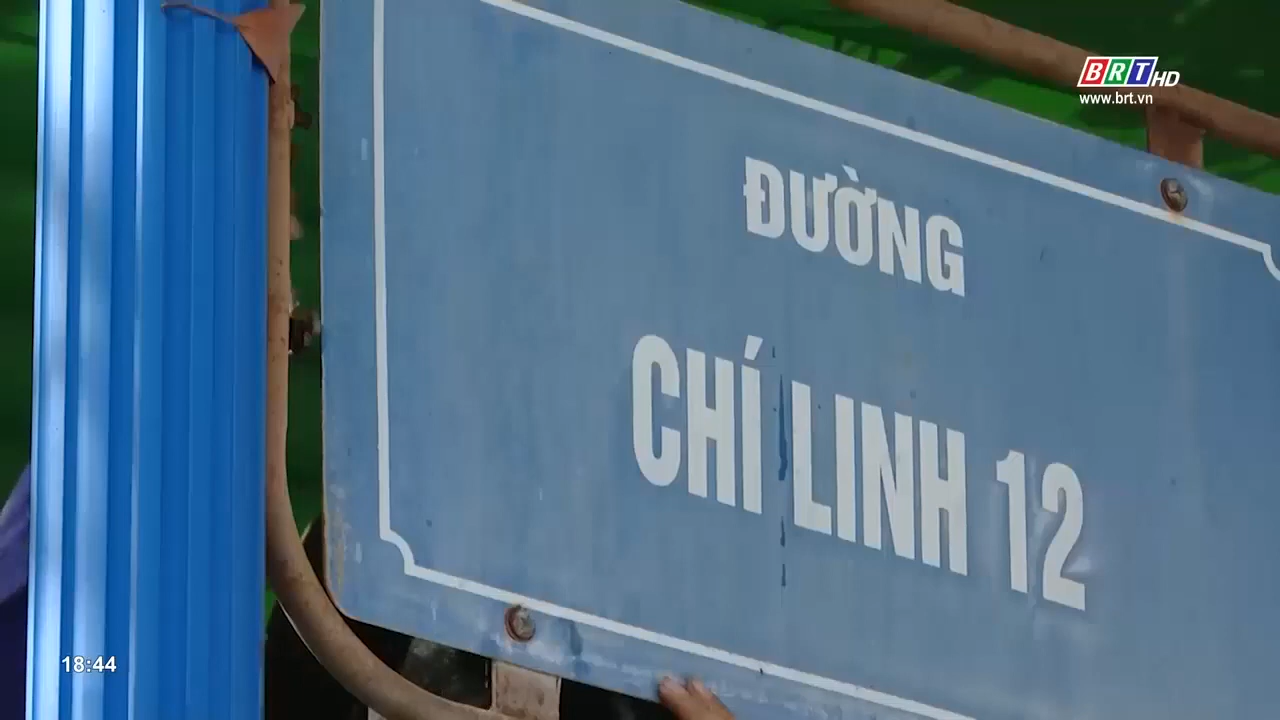 BRT HD
www.brt.vn
ĐƯỜNG
CHÍ LINH 12
18:44